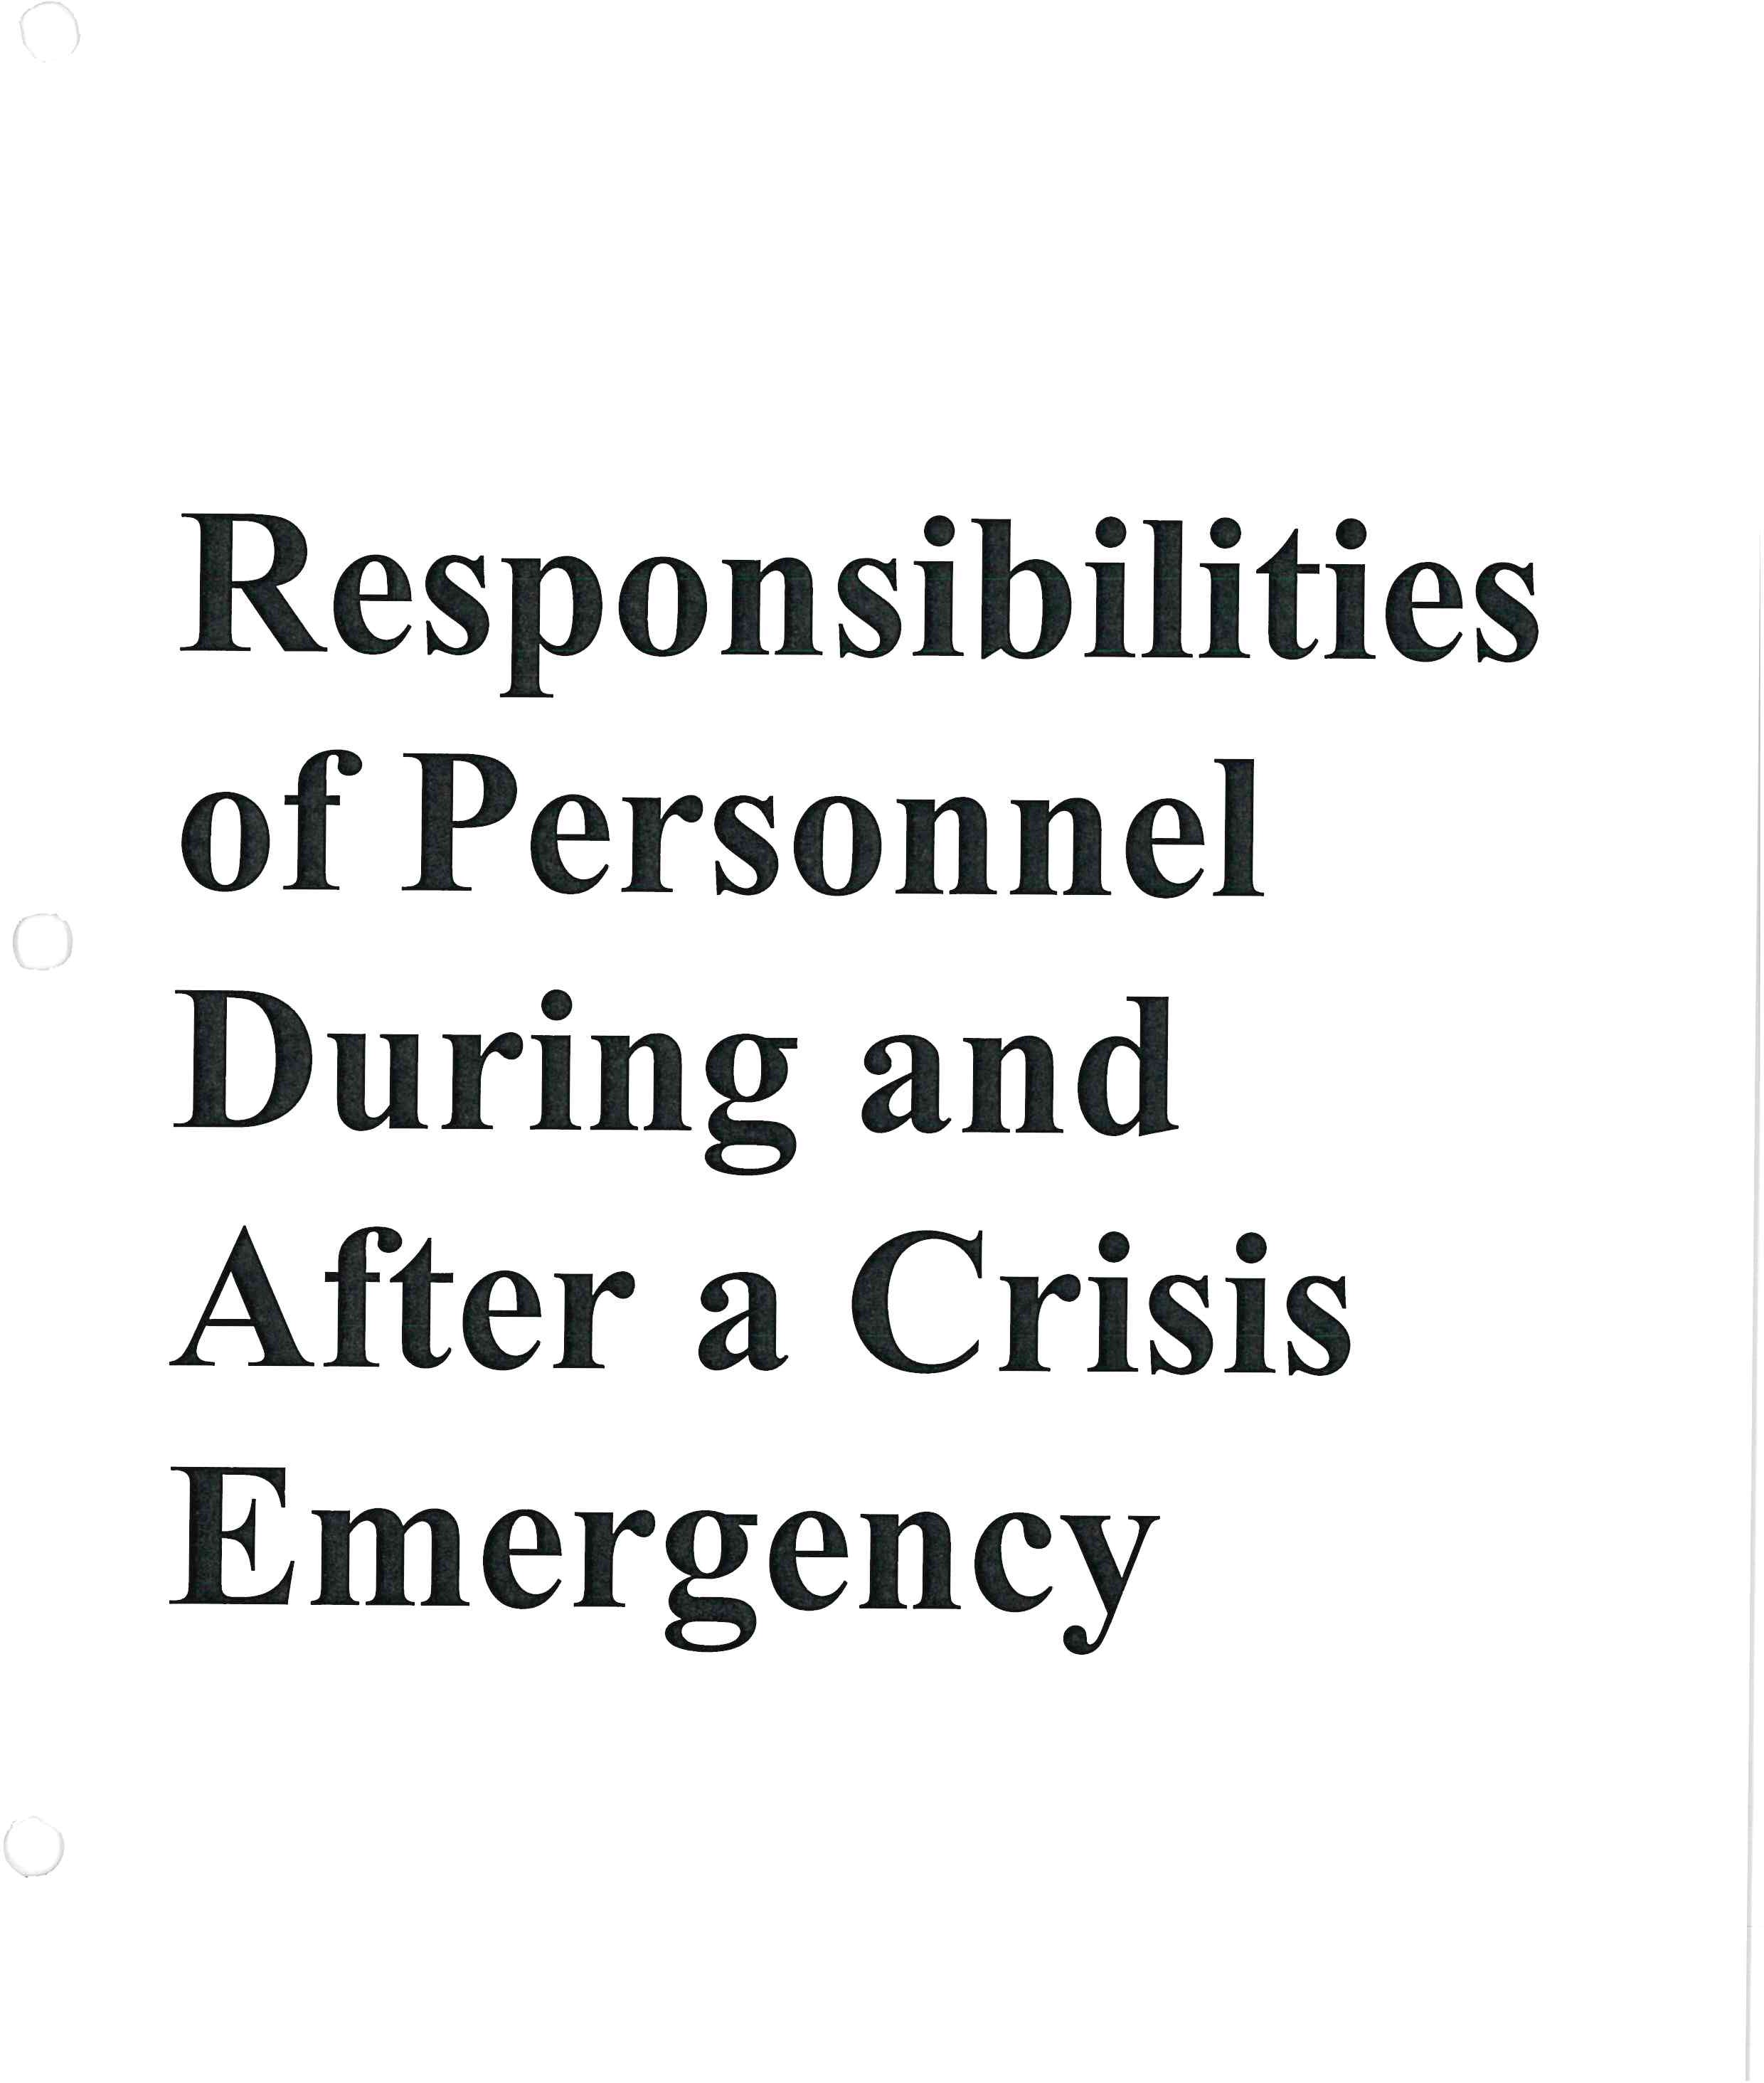 Responsibilities
of Personnel
During and
After a Crisis
Emergency